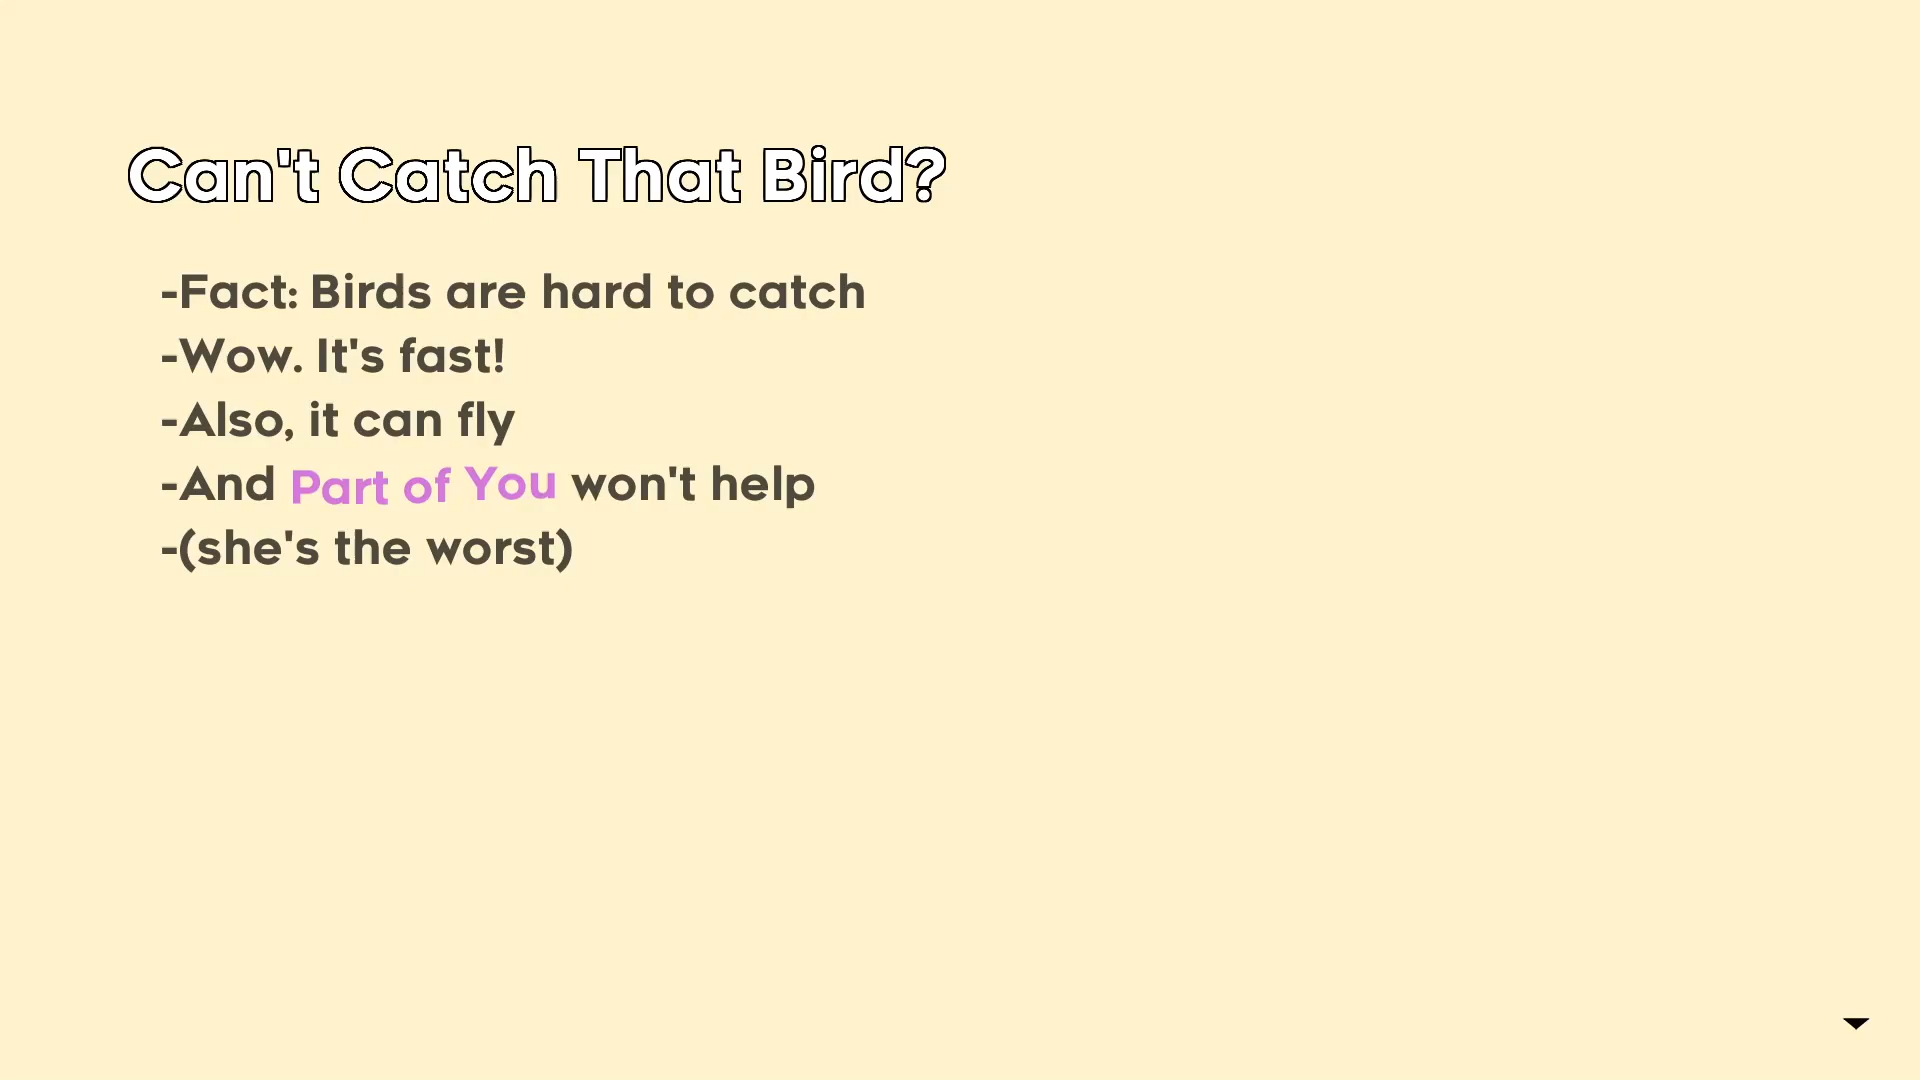 Can't Catch That Bird?
-Fact: Birds are hard to catch
-Wow. It's fast!
-Also, it can fly
-And Part of You won't help
-(she's the worst)